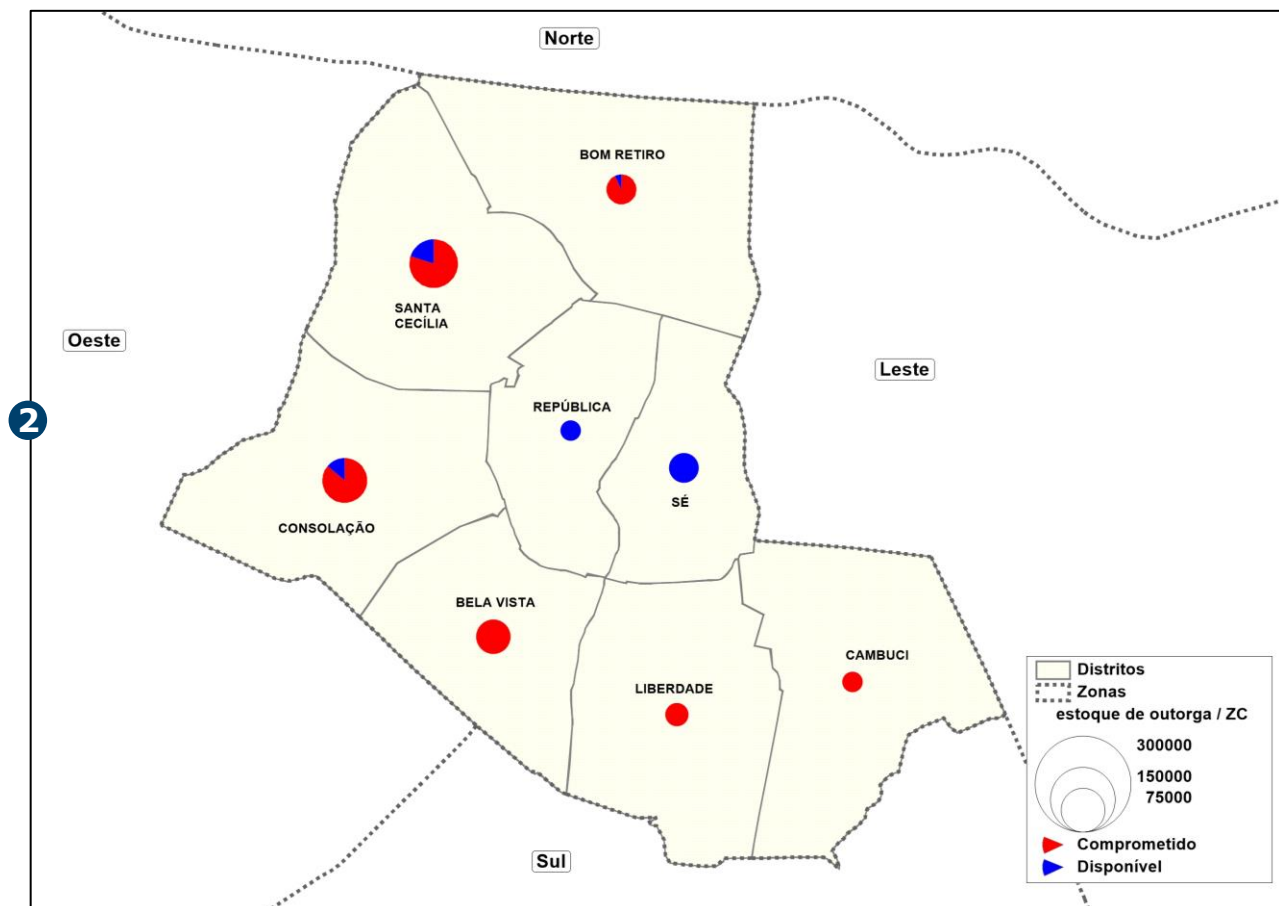 Norte
BOM RETIRO
SANTA
CECÍLIA
Oeste
Leste
REPÚBLICA
2
SÉ
CONSOLAÇÃO
BELA VISTA
CAMBUCI
LIBERDADE
Sul
Distritos
Zonas
estoque de outorga / ZC
300000
150000
75000
Comprometido
Disponível